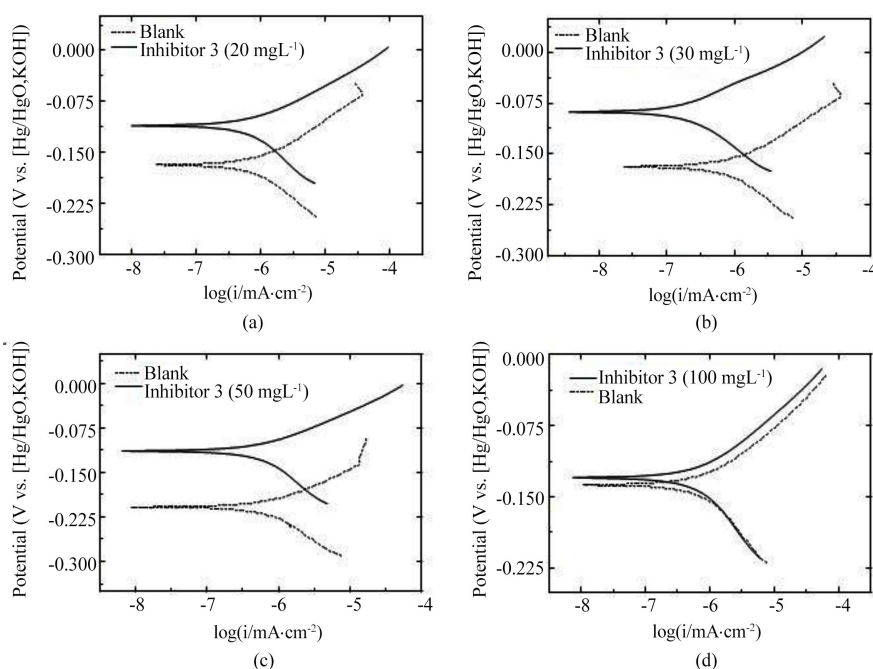 Blank
Inhibitor 3 (20 mgL⁻¹)
0.000
-0.075
-0.150
-0.225
-0.300
Potential (V vs. [Hg/HgO,KOH])
-8 -7 -6 -5 -4
log(i/mA·cm⁻²)
(a)
Blank
Inhibitor 3 (30 mgL⁻¹)
0.000
-0.075
-0.150
-0.225
-0.300
Potential (V vs. [Hg/HgO,KOH])
-8 -7 -6 -5 -4
log(i/mA·cm⁻²)
(b)
Blank
Inhibitor 3 (50 mgL⁻¹)
0.000
-0.075
-0.150
-0.225
-0.300
Potential (V vs. [Hg/HgO,KOH])
-8 -7 -6 -5 -4
log(i/mA·cm⁻²)
(c)
Inhibitor 3 (100 mgL⁻¹)
Blank
0.000
-0.075
-0.150
-0.225
Potential (V vs. [Hg/HgO,KOH])
-8 -7 -6 -5 -4
log(i/mA·cm⁻²)
(d)